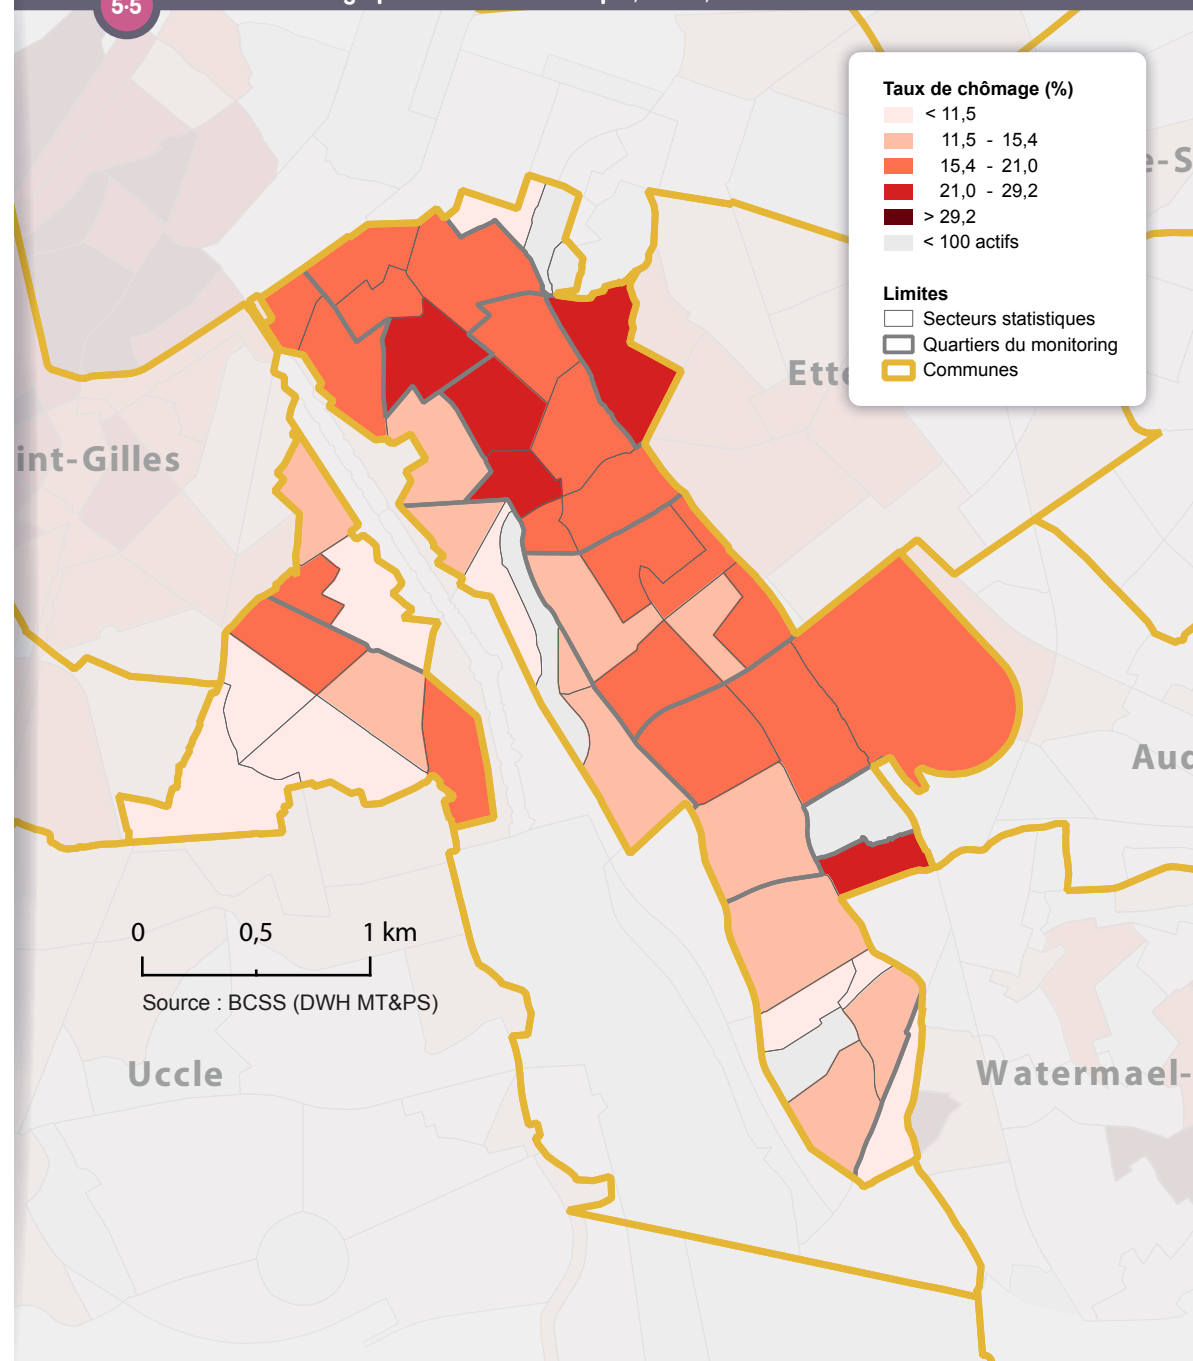 5·5
Taux de chômage (%)
< 11,5
11,5 - 15,4
15,4 - 21,0
21,0 - 29,2
> 29,2
< 100 actifs
Limites
Secteurs statistiques
Quartiers du monitoring
Communes
e-S
Ette
int-Gilles
Aud
0 0,5 1 km
Source : BCSS (DWH MT&PS)
Uccle
Watermael-